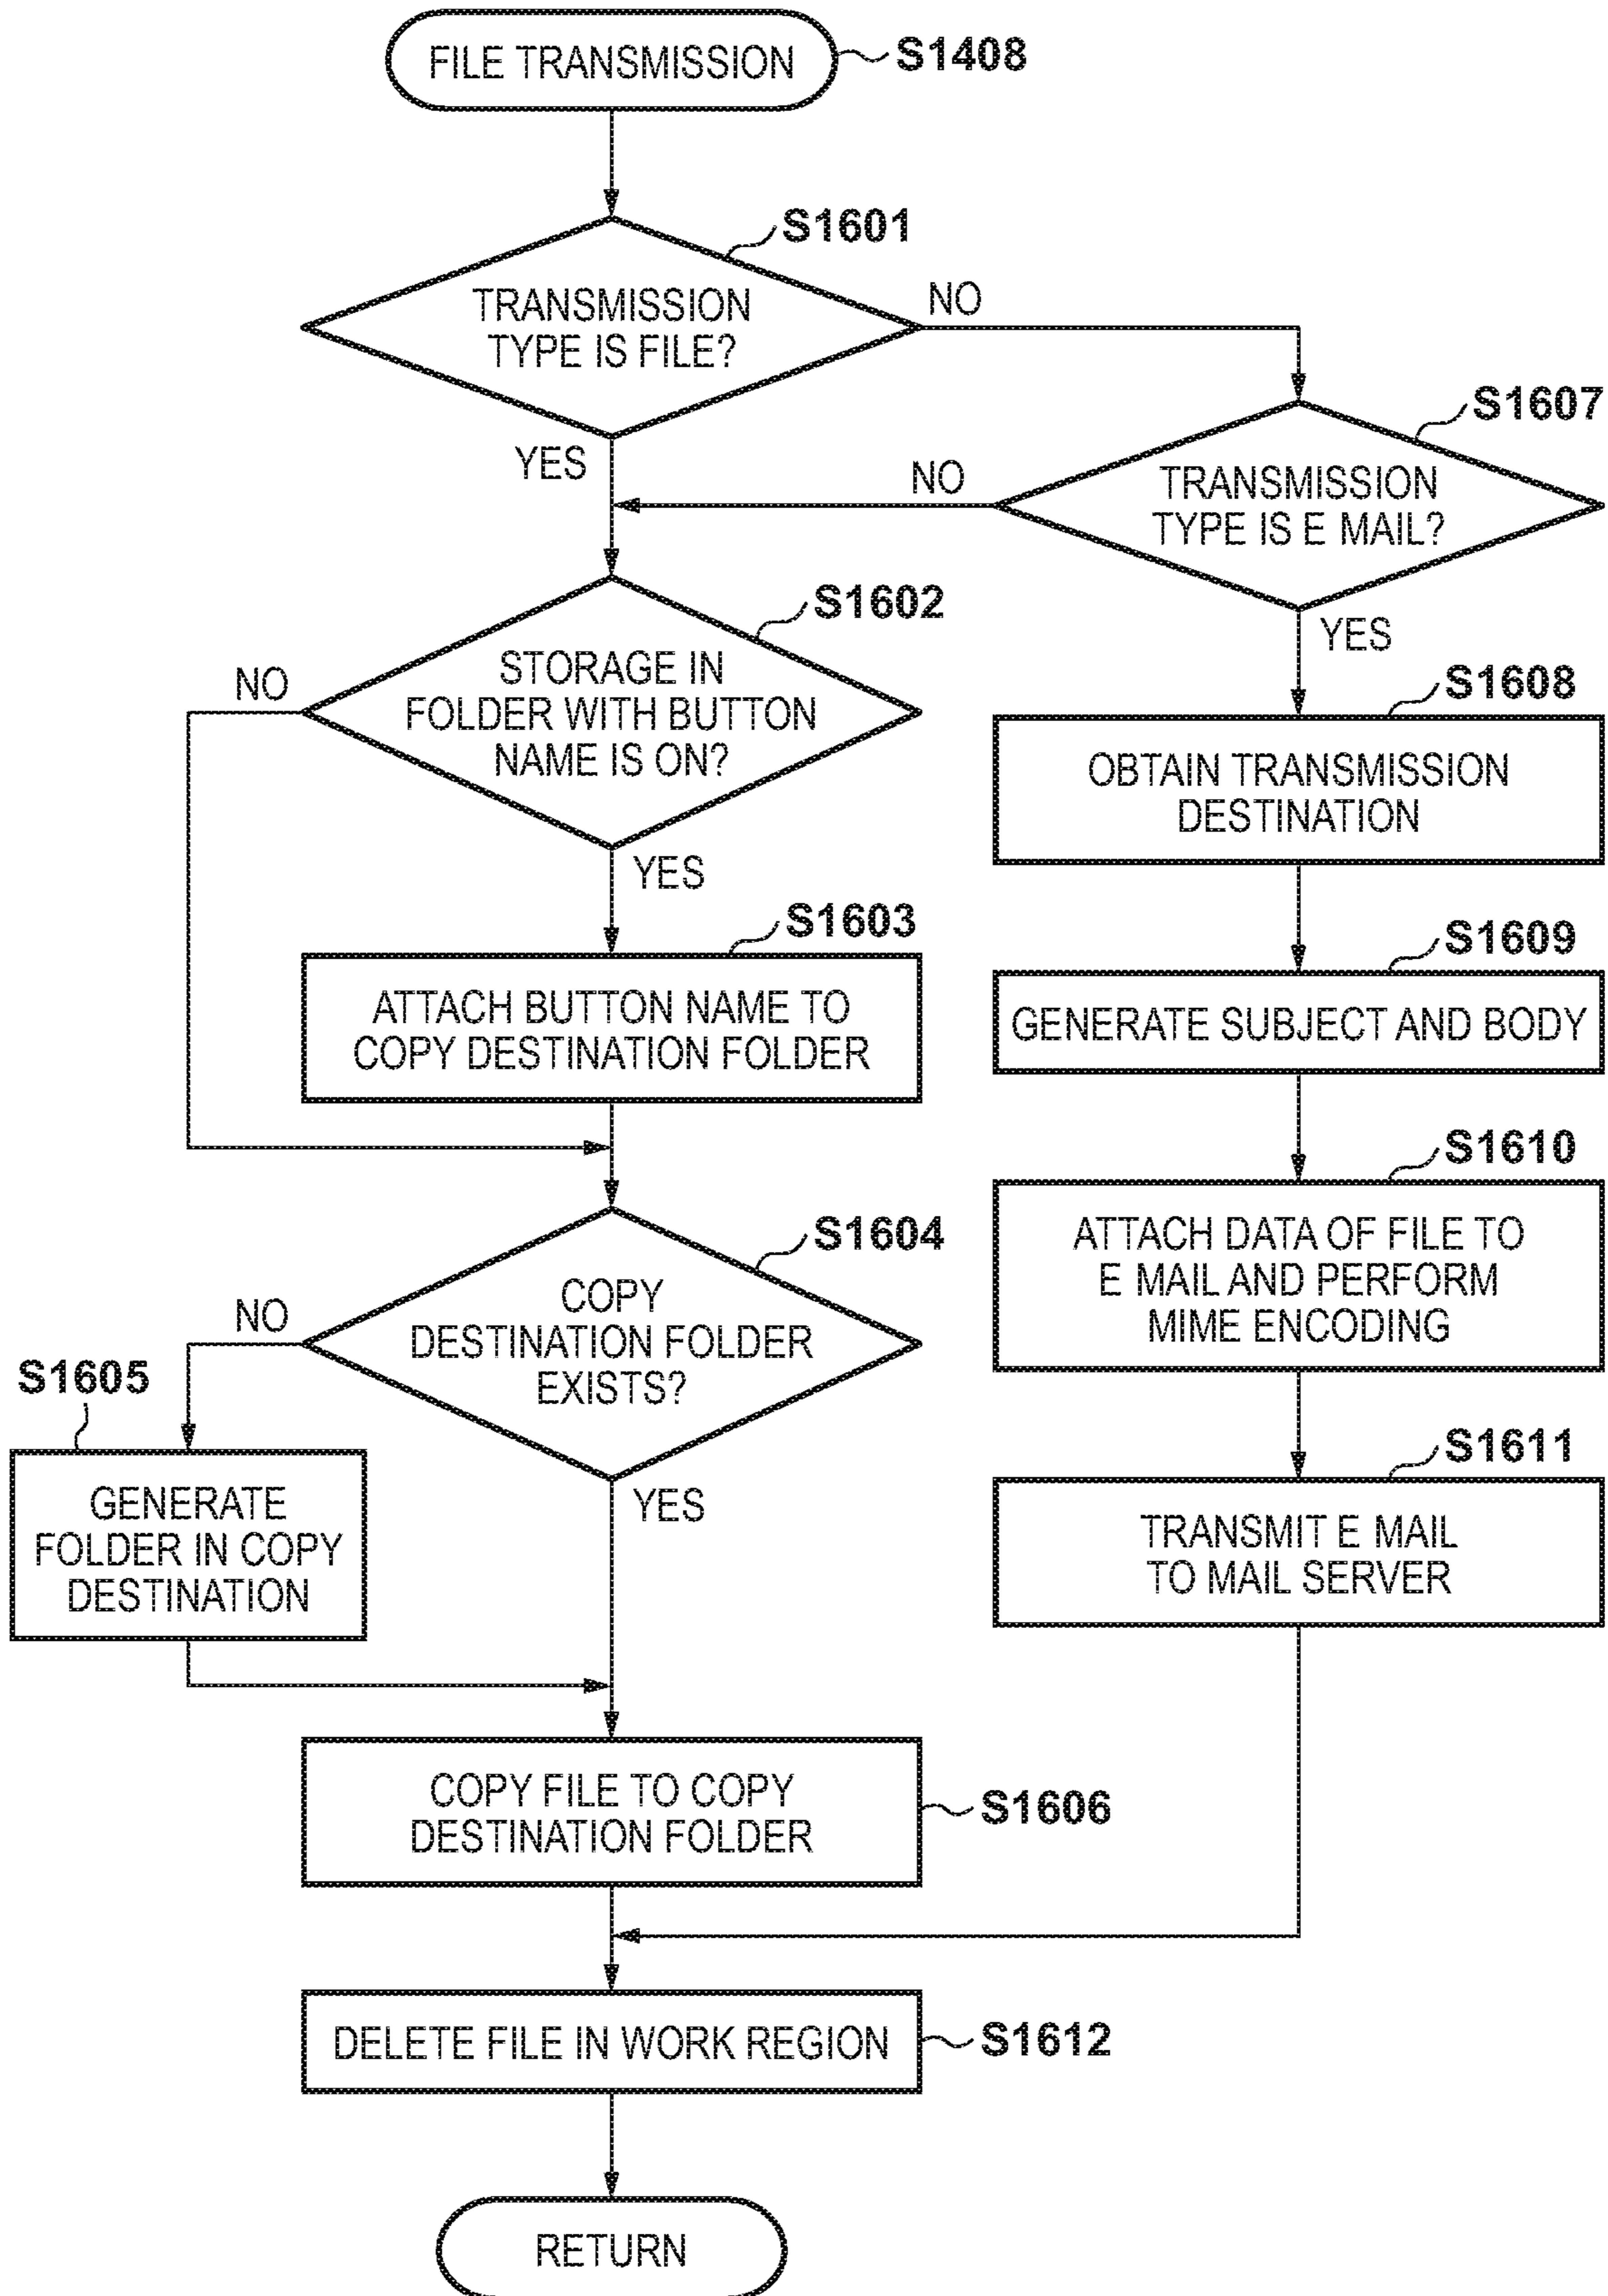 FILE TRANSMISSION
S1408
S1601
TRANSMISSION
TYPE IS FILE?
NO
YES
S1607
TRANSMISSION
TYPE IS E MAIL?
NO
YES
S1602
STORAGE IN
FOLDER WITH BUTTON
NAME IS ON?
NO
YES
S1608
OBTAIN TRANSMISSION
DESTINATION
S1603
ATTACH BUTTON NAME TO
COPY DESTINATION FOLDER
S1609
GENERATE SUBJECT AND BODY
S1610
ATTACH DATA OF FILE TO
E MAIL AND PERFORM
MIME ENCODING
S1604
COPY
DESTINATION FOLDER
EXISTS?
NO
YES
S1605
GENERATE
FOLDER IN COPY
DESTINATION
S1611
TRANSMIT E MAIL
TO MAIL SERVER
COPY FILE TO COPY
DESTINATION FOLDER
S1606
DELETE FILE IN WORK REGION
S1612
RETURN